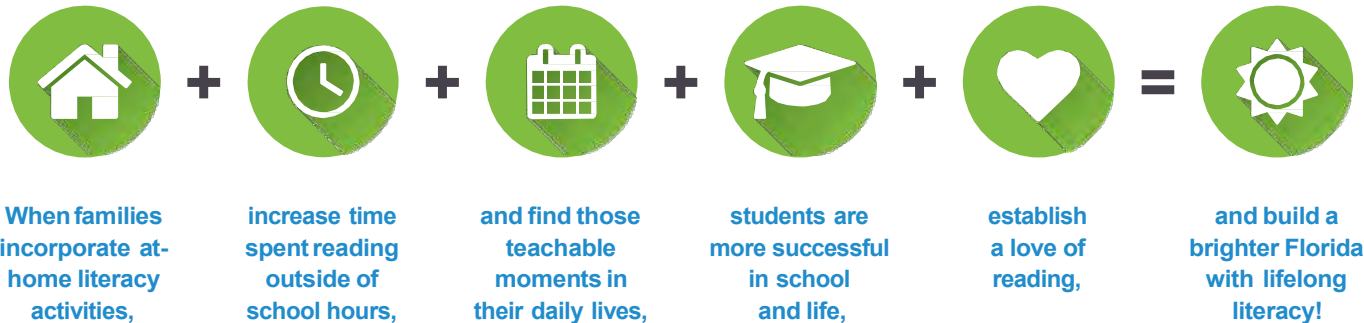 When families
incorporate at-
home literacy
activities,
increase time
spent reading
outside of
school hours,
and find those
teachable
moments in
their daily lives,
students are
more successful
in school
and life,
establish
a love of
reading,
and build a
brighter Florida
with lifelong
literacy!